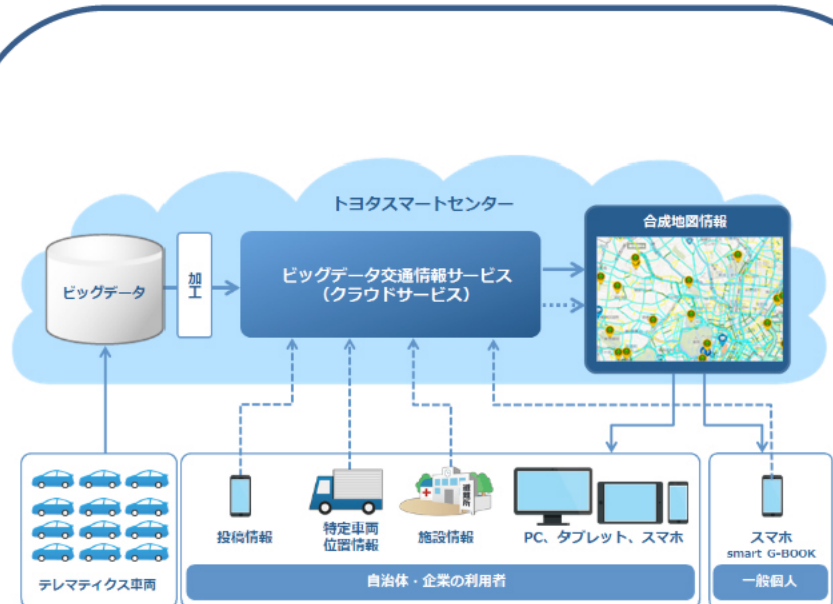 トヨタスマートセンター
合成地図情報
ビッグデータ
加工
ビッグデータ交通情報サービス
（クラウドサービス）
投稿情報
特定車両
位置情報
避難所
施設情報
PC、タブレット、スマホ
スマホ
smart G-BOOK
テレマティクス車両
自治体・企業の利用者
一般個人